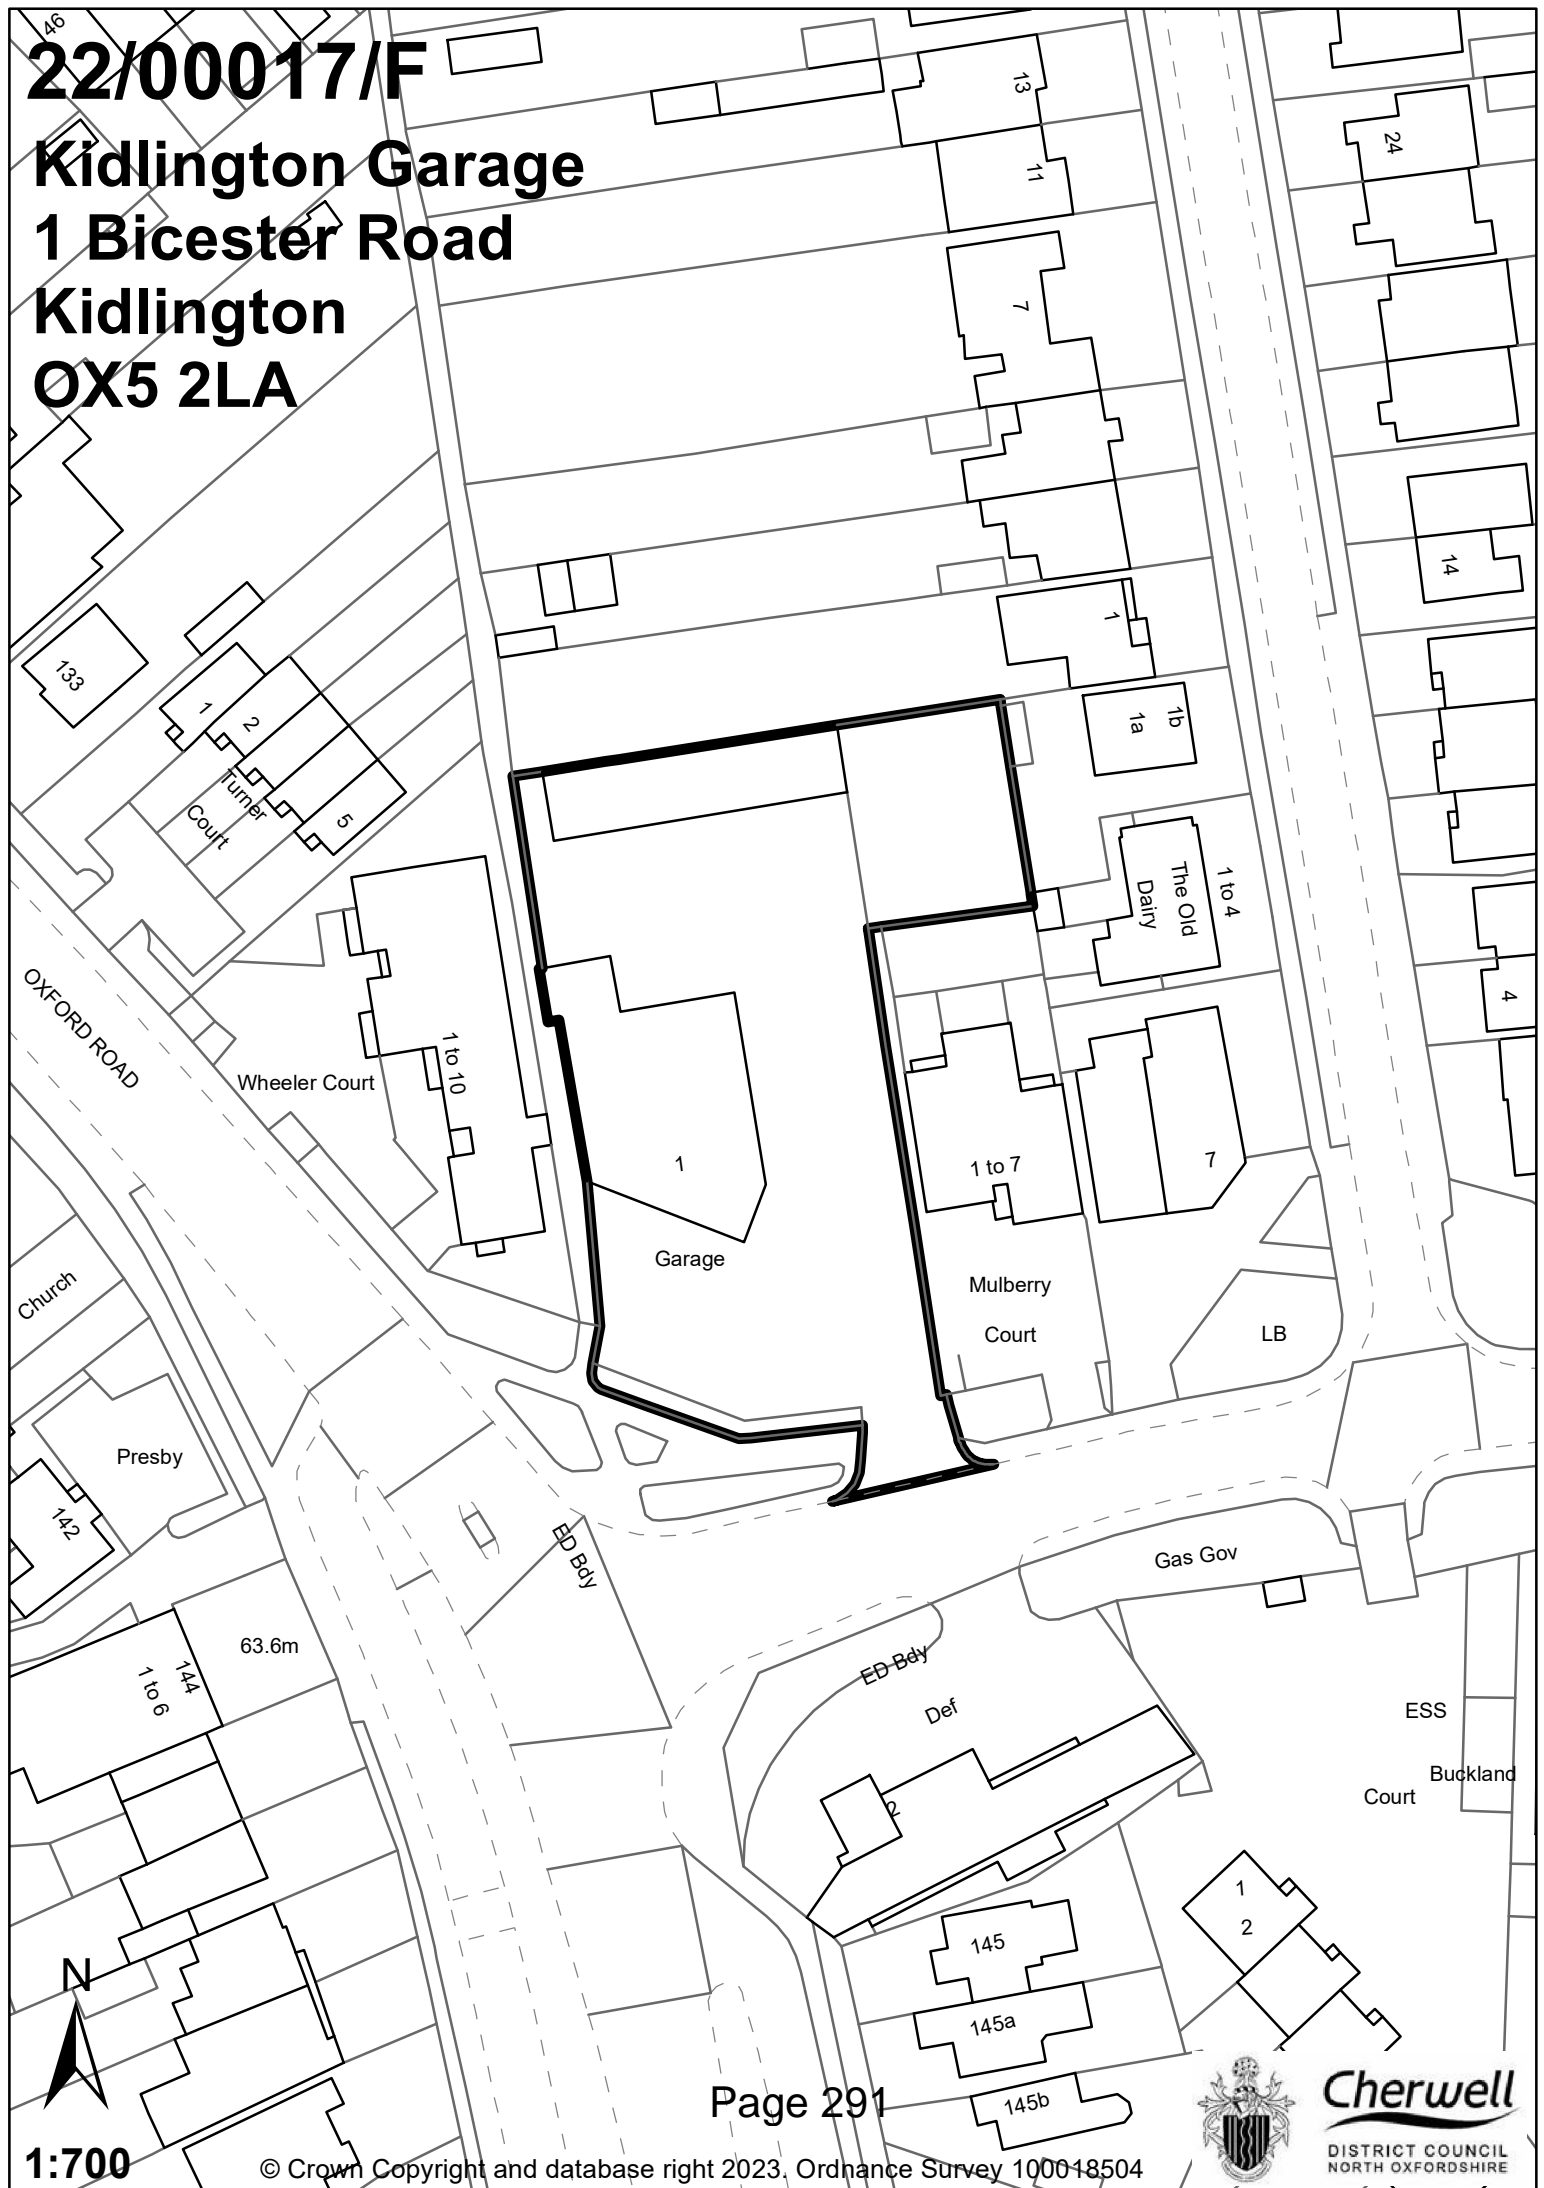 46
22/00017/F
Kidlington Garage
1 Bicester Road
Kidlington
OX5 2LA
13
11
24
7
14
1
133
1
2
Turner
Court
5
1a
1b
The Old
Dairy
1 to 4
4
OXFORD ROAD
Wheeler Court
1 to 10
1
Garage
1 to 7
7
Mulberry
Court
LB
Church
Presby
142
ED Bdy
Gas Gov
63.6m
144
1 to 6
ED Bdy
Def
2
ESS
Buckland
Court
1
2
145
145a
145b
N
Page 291
1:700
© Crown Copyright and database right 2023. Ordnance Survey 100018504
Cherwell
DISTRICT COUNCIL
NORTH OXFORDSHIRE